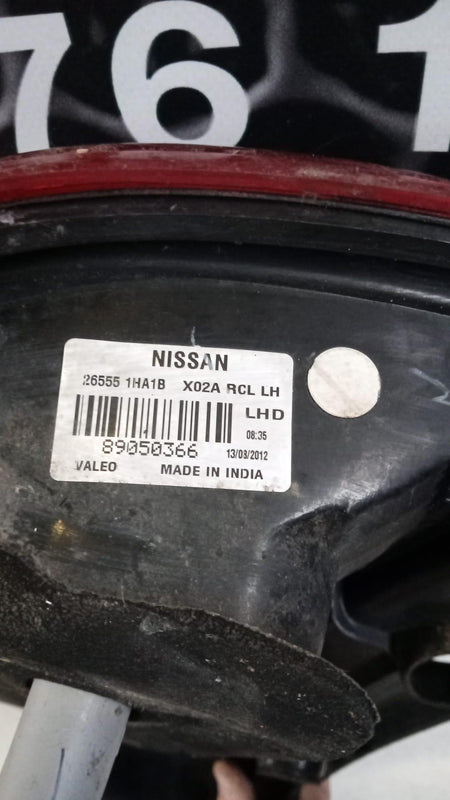 76 1
NISSAN
26555 1HA1B X02A RCL LH
LHD
08:35
89050366 13/03/2012
VALEO MADE IN INDIA